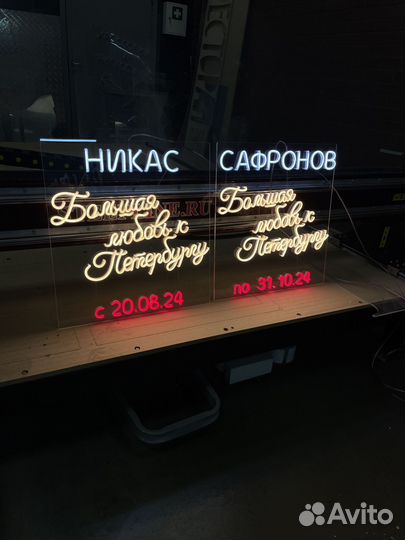 НИКАС
Большая
любовь к
Петербургу
с 20.08.24
САФРОНОВ
Большая
любовь к
Петербургу
по 31.10.24
Avito